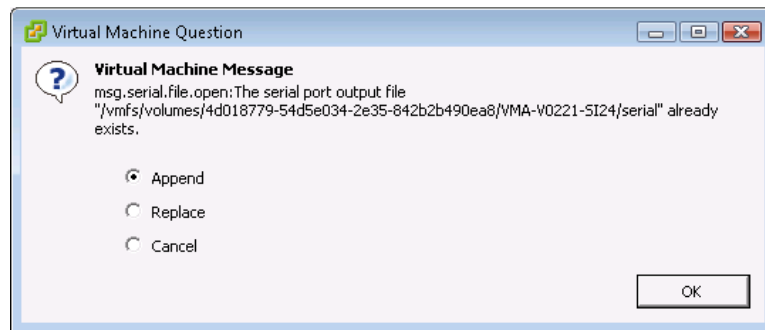 Virtual Machine Question
Virtual Machine Message
msg.serial.file.open:The serial port output file
"/vmfs/volumes/4d018779-54d5e034-2e35-842b2b490ea8/VMA-V0221-SI24/serial" already
exists.
Append
Replace
Cancel
OK